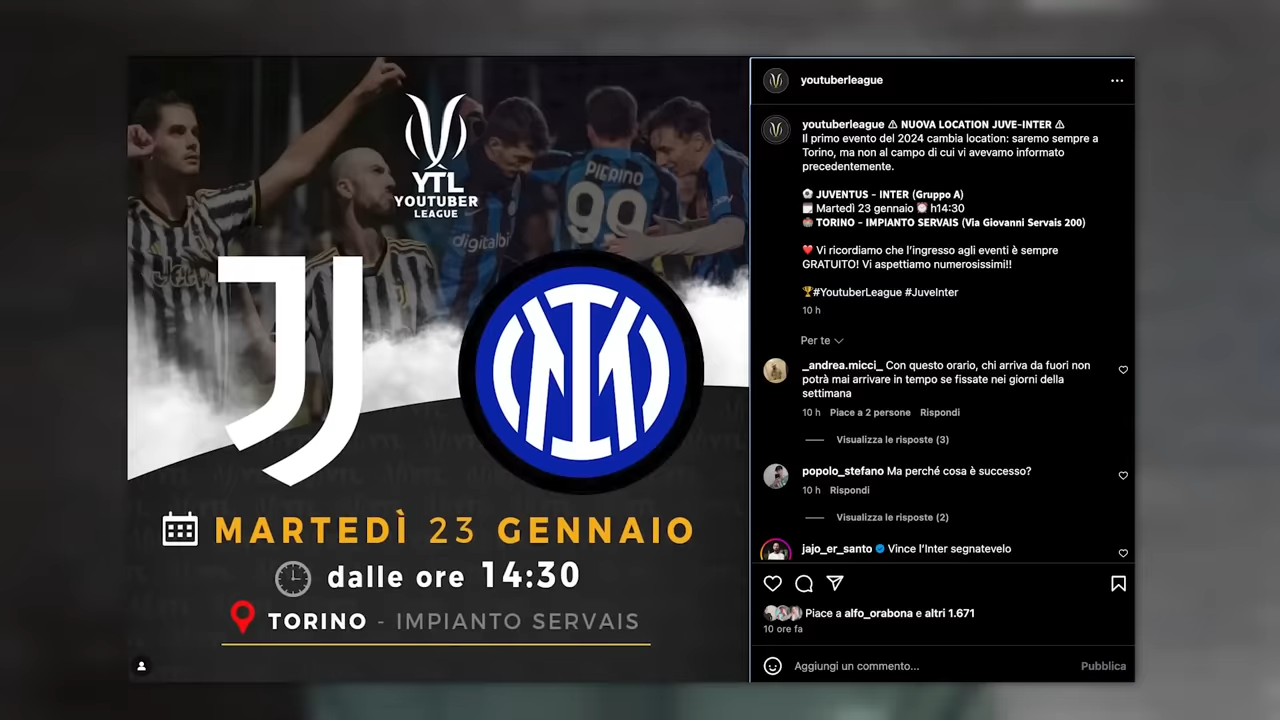 YTL
YOUTUBER
LEAGUE
PIERINO
99
digitalbi
Jeep
MARTEDÌ 23 GENNAIO
dalle ore 14:30
TORINO - IMPIANTO SERVAIS
youtuberleague
youtuberleague ⚠ NUOVA LOCATION JUVE-INTER ⚠
Il primo evento del 2024 cambia location: saremo sempre a
Torino, ma non al campo di cui vi avevamo informato
precedentemente.
⚽ JUVENTUS - INTER (Gruppo A)
🗓 Martedì 23 gennaio ⏰ h14:30
🏟 TORINO - IMPIANTO SERVAIS (Via Giovanni Servais 200)
❤️ Vi ricordiamo che l'ingresso agli eventi è sempre
GRATUITO! Vi aspettiamo numerosissimi!!
🏆#YoutuberLeague #JuveInter
10 h
Per te
_andrea.micci_ Con questo orario, chi arriva da fuori non
potrà mai arrivare in tempo se fissate nei giorni della
settimana
10 h Piace a 2 persone Rispondi
Visualizza le risposte (3)
popolo_stefano Ma perché cosa è successo?
10 h Rispondi
Visualizza le risposte (2)
jajo_er_santo Vince l'Inter segnatevelo
Piace a alfo_orabona e altri 1.671
10 ore fa
Aggiungi un commento...
Pubblica